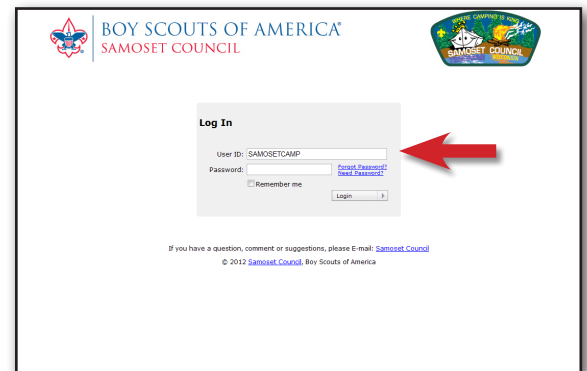 BOY SCOUTS OF AMERICA®
SAMOSET COUNCIL
WHERE CAMPING IS KING
SAMOSET COUNCIL
WISCONSIN
Log In
User ID: SAMOSETCAMP
Password: Forgot Password?
Need Password?
Remember me
Login
If you have a question, comment or suggestions, please E-mail: Samoset Council
© 2012 Samoset Council, Boy Scouts of America